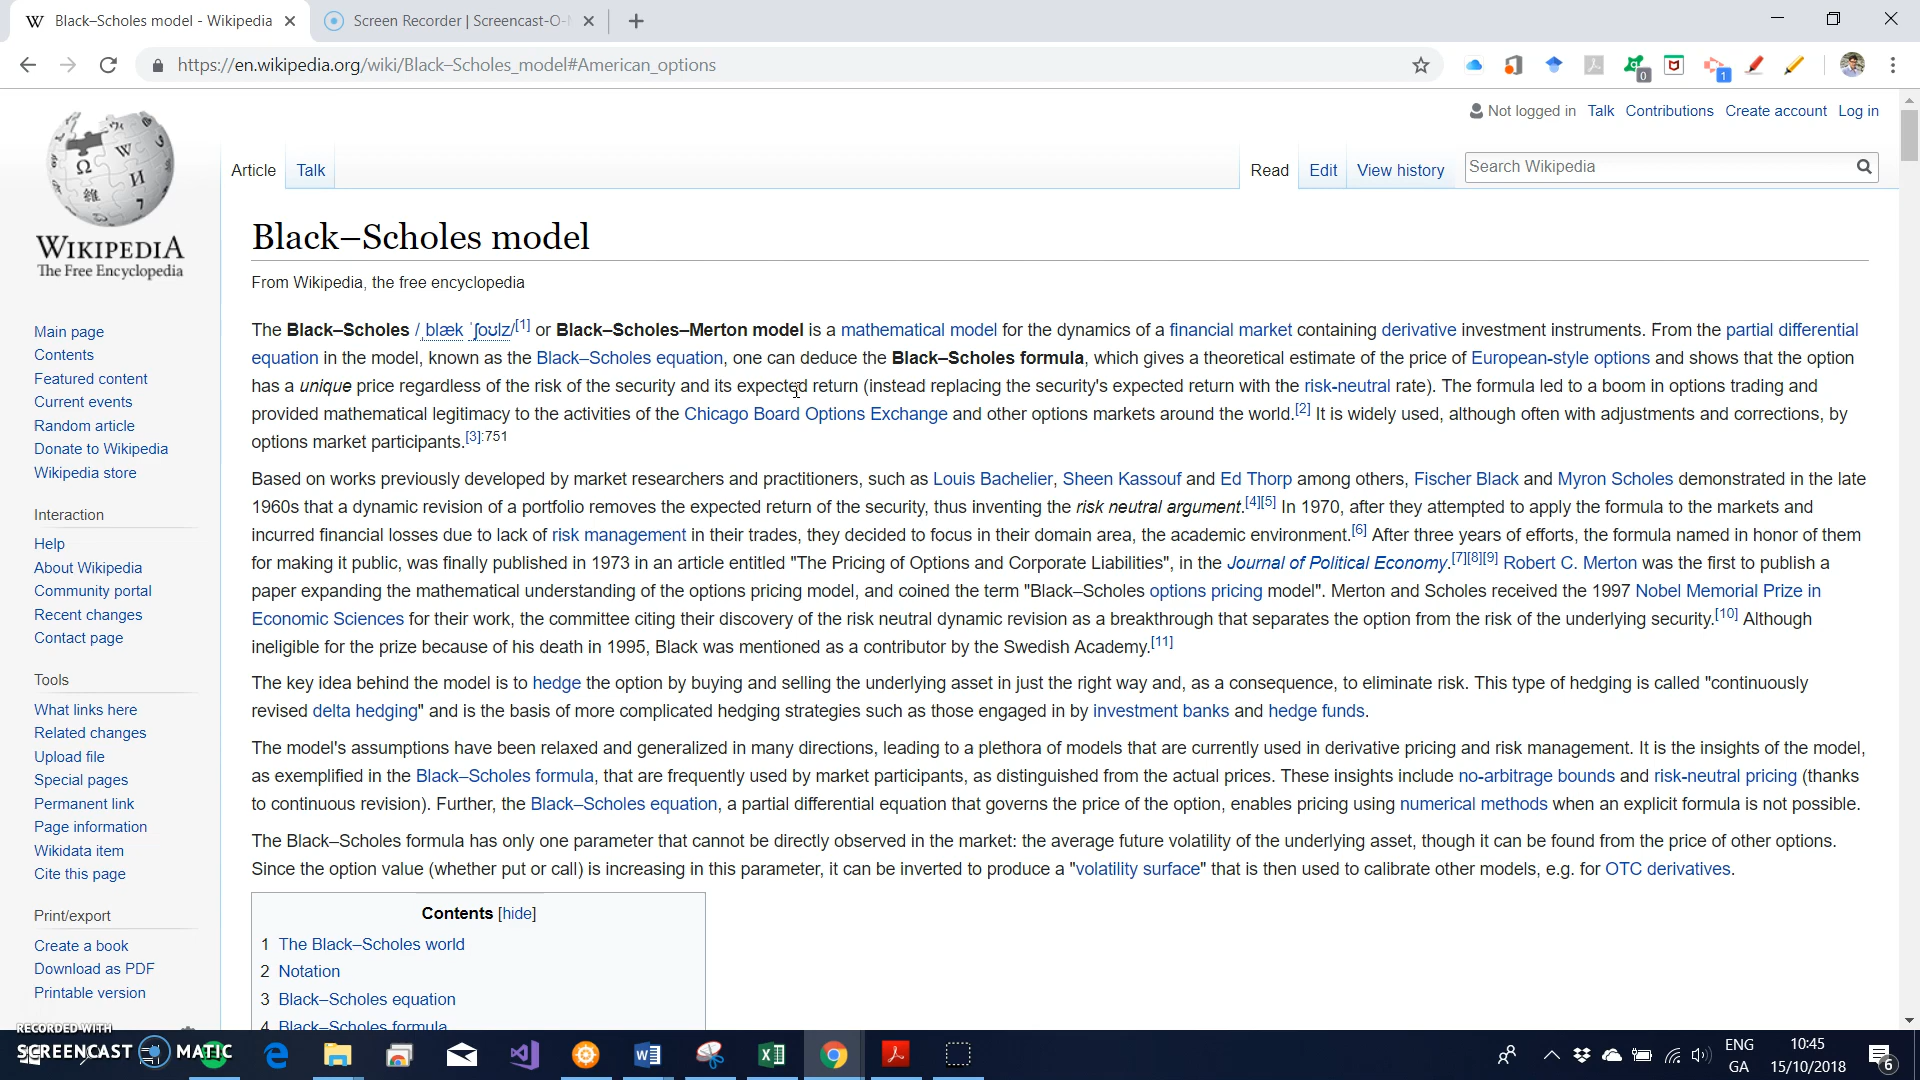 Black–Scholes model - Wikipedia
Screen Recorder | Screencast-O-
https://en.wikipedia.org/wiki/Black–Scholes_model#American_options
0
1
Not logged in Talk Contributions Create account Log in
Article Talk Read Edit View history Search Wikipedia
WIKIPEDIA
The Free Encyclopedia
Black–Scholes model
From Wikipedia, the free encyclopedia
The Black–Scholes /ˌblæk ˈʃoʊlz/[1] or Black–Scholes–Merton model is a mathematical model for the dynamics of a financial market containing derivative investment instruments. From the partial differential
equation in the model, known as the Black–Scholes equation, one can deduce the Black–Scholes formula, which gives a theoretical estimate of the price of European-style options and shows that the option
has a unique price regardless of the risk of the security and its expected return (instead replacing the security's expected return with the risk-neutral rate). The formula led to a boom in options trading and
provided mathematical legitimacy to the activities of the Chicago Board Options Exchange and other options markets around the world.[2] It is widely used, although often with adjustments and corrections, by
options market participants.[3]:751
Based on works previously developed by market researchers and practitioners, such as Louis Bachelier, Sheen Kassouf and Ed Thorp among others, Fischer Black and Myron Scholes demonstrated in the late
1960s that a dynamic revision of a portfolio removes the expected return of the security, thus inventing the risk neutral argument.[4][5] In 1970, after they attempted to apply the formula to the markets and
incurred financial losses due to lack of risk management in their trades, they decided to focus in their domain area, the academic environment.[6] After three years of efforts, the formula named in honor of them
for making it public, was finally published in 1973 in an article entitled "The Pricing of Options and Corporate Liabilities", in the Journal of Political Economy.[7][8][9] Robert C. Merton was the first to publish a
paper expanding the mathematical understanding of the options pricing model, and coined the term "Black–Scholes options pricing model". Merton and Scholes received the 1997 Nobel Memorial Prize in
Economic Sciences for their work, the committee citing their discovery of the risk neutral dynamic revision as a breakthrough that separates the option from the risk of the underlying security.[10] Although
ineligible for the prize because of his death in 1995, Black was mentioned as a contributor by the Swedish Academy.[11]
The key idea behind the model is to hedge the option by buying and selling the underlying asset in just the right way and, as a consequence, to eliminate risk. This type of hedging is called "continuously
revised delta hedging" and is the basis of more complicated hedging strategies such as those engaged in by investment banks and hedge funds.
The model's assumptions have been relaxed and generalized in many directions, leading to a plethora of models that are currently used in derivative pricing and risk management. It is the insights of the model,
as exemplified in the Black–Scholes formula, that are frequently used by market participants, as distinguished from the actual prices. These insights include no-arbitrage bounds and risk-neutral pricing (thanks
to continuous revision). Further, the Black–Scholes equation, a partial differential equation that governs the price of the option, enables pricing using numerical methods when an explicit formula is not possible.
The Black–Scholes formula has only one parameter that cannot be directly observed in the market: the average future volatility of the underlying asset, though it can be found from the price of other options.
Since the option value (whether put or call) is increasing in this parameter, it can be inverted to produce a "volatility surface" that is then used to calibrate other models, e.g. for OTC derivatives.
Contents [hide]
1 The Black–Scholes world
2 Notation
3 Black–Scholes equation
4 Black–Scholes formula
Main page
Contents
Featured content
Current events
Random article
Donate to Wikipedia
Wikipedia store
Interaction
Help
About Wikipedia
Community portal
Recent changes
Contact page
Tools
What links here
Related changes
Upload file
Special pages
Permanent link
Page information
Wikidata item
Cite this page
Print/export
Create a book
Download as PDF
Printable version
RECORDED WITH
SCREENCAST MATIC
ENG
GA
10:45
15/10/2018
6